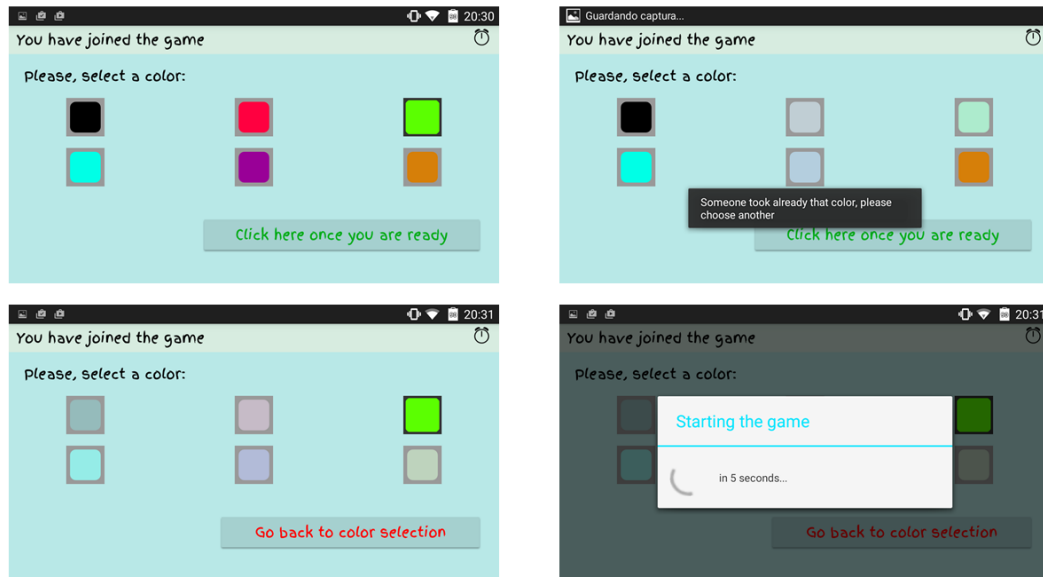 20:30
You have joined the game
Please, select a color:
Click here once you are ready
Guardando captura...
You have joined the game
Please, select a color:
Someone took already that color, please
choose another
Click here once you are ready
20:31
You have joined the game
Please, select a color:
Go back to color selection
20:31
You have joined the game
Please, select a color:
Starting the game
in 5 seconds...
Go back to color selection